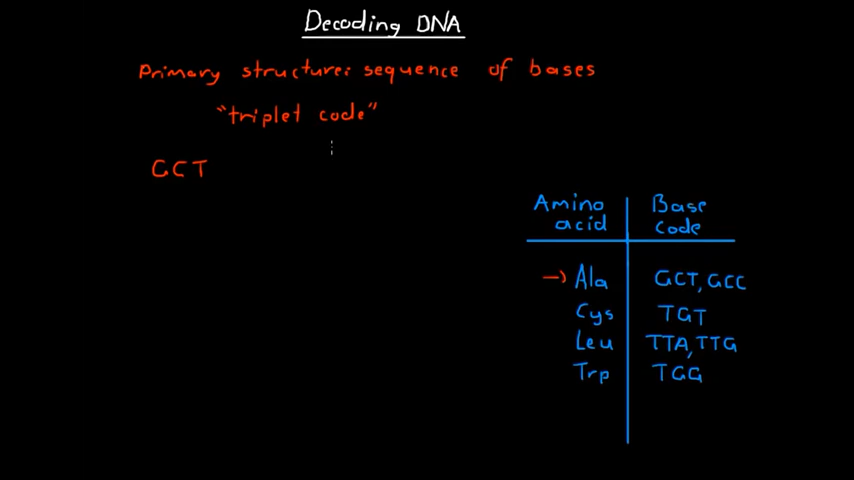 Decoding DNA
Primary structure: sequence of bases
"triplet code"
GCT
Amino acid
Base code
→ Ala GCT, GCC
Cys TGT
Leu TTA, TTG
Trp TGG